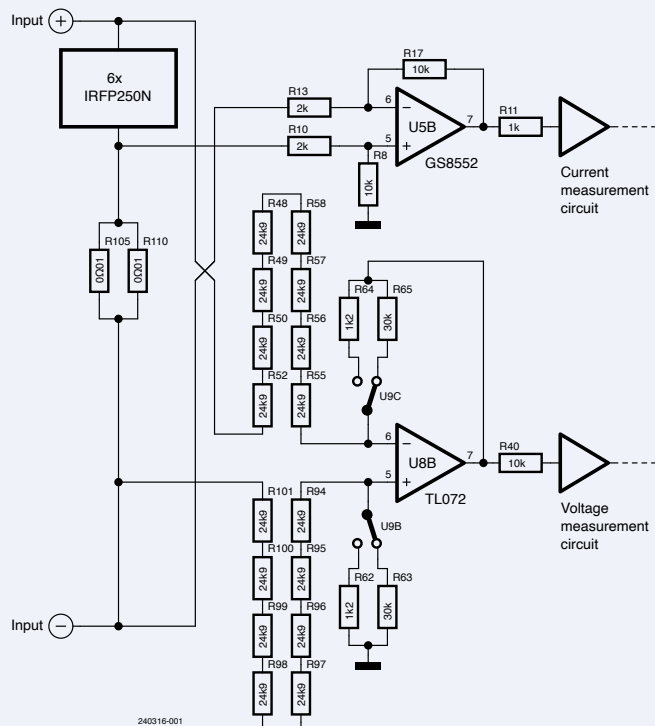 Input +
6x
IRFP250N
R17
10k
R13
2k
6
−
U5B
7
R11
1k
R10
2k
5
+
GS8552
R8
10k
Current
measurement
circuit
R48
24k9
R58
24k9
R105
0Ω01
R110
0Ω01
R49
24k9
R57
24k9
R50
24k9
R56
24k9
R64
1k2
R65
30k
R52
24k9
R55
24k9
U9C
6
−
U8B
7
R40
10k
5
+
TL072
R101
24k9
R94
24k9
U9B
Voltage
measurement
circuit
R100
24k9
R95
24k9
R62
1k2
R63
30k
R99
24k9
R96
24k9
Input −
R98
24k9
R97
24k9
240316-001